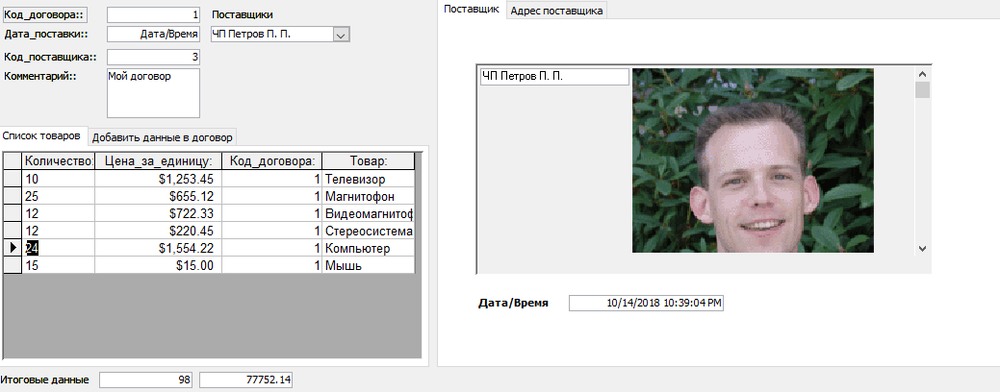 Код_договора:: 1 Поставщики
Дата_поставки:: Дата/Время ЧП Петров П. П.
Код_поставщика:: 3
Комментарий:: Мой договор
Список товаров Добавить данные в договор
Количество: Цена_за_единицу: Код_договора: Товар:
10 $1,253.45 1 Телевизор
25 $655.12 1 Магнитофон
12 $722.33 1 Видеомагнитоф
12 $220.45 1 Стереосистема
24 $1,554.22 1 Компьютер
15 $15.00 1 Мышь
Итоговые данные 98 77752.14
Поставщик Адрес поставщика
ЧП Петров П. П.
Дата/Время 10/14/2018 10:39:04 PM